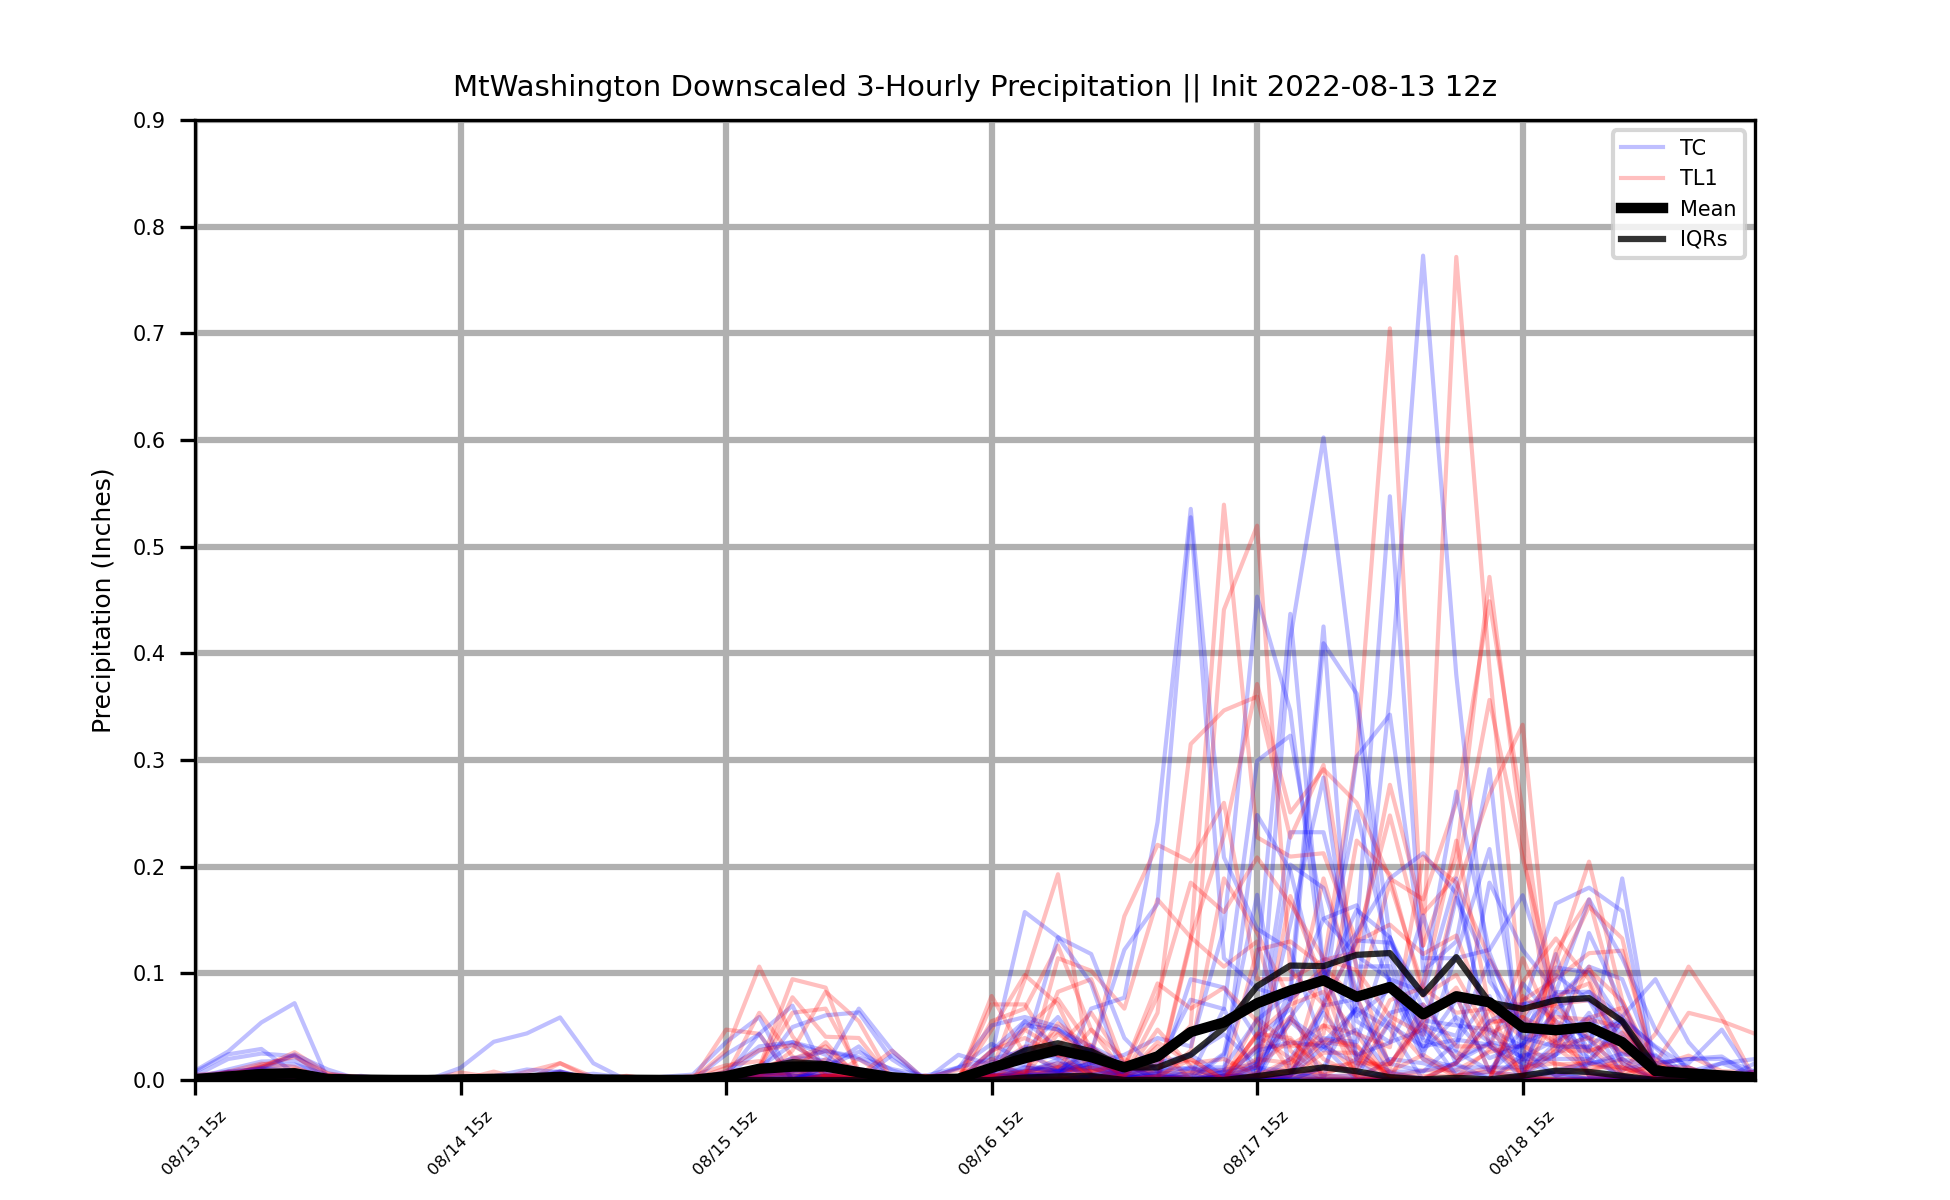 MtWashington Downscaled 3-Hourly Precipitation || Init 2022-08-13 12z
Precipitation (Inches)
0.9
0.8
0.7
0.6
0.5
0.4
0.3
0.2
0.1
0.0
TC
TL1
Mean
IQRs
08/13 15z
08/14 15z
08/15 15z
08/16 15z
08/17 15z
08/18 15z